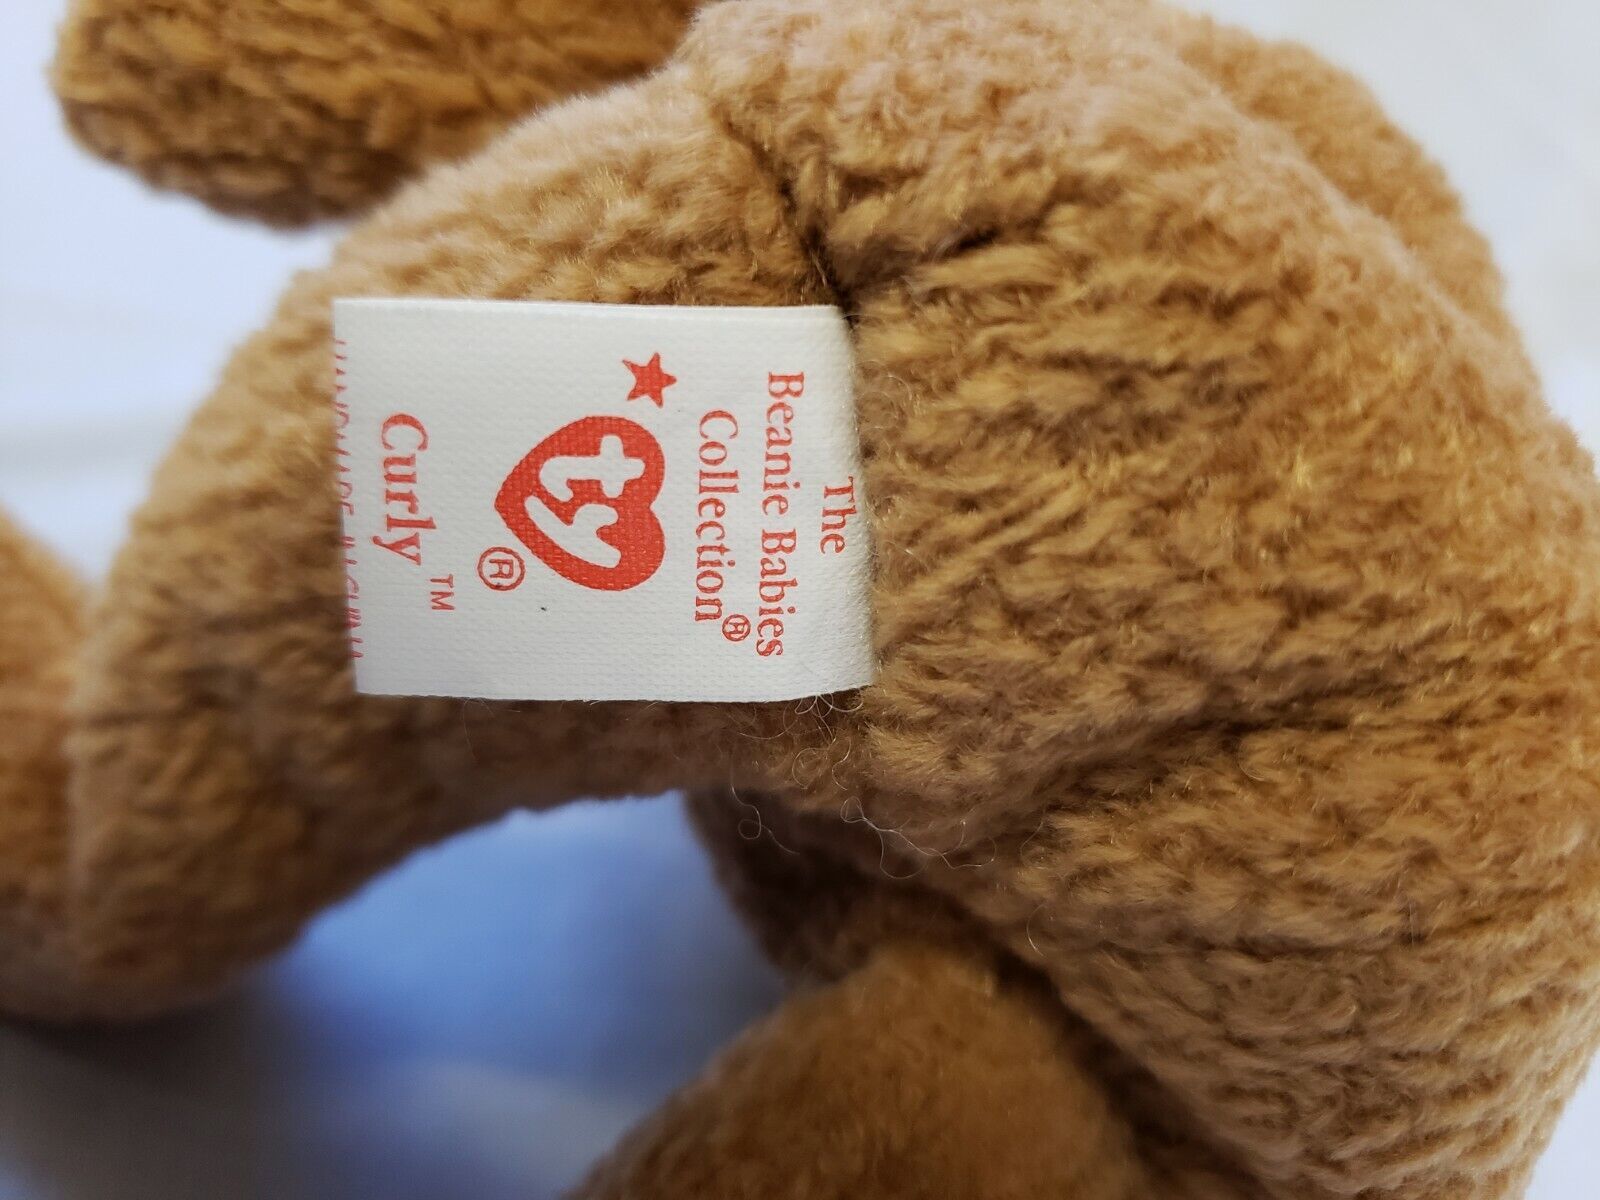 The
Beanie Babies
Collection®
ty
®
Curly™